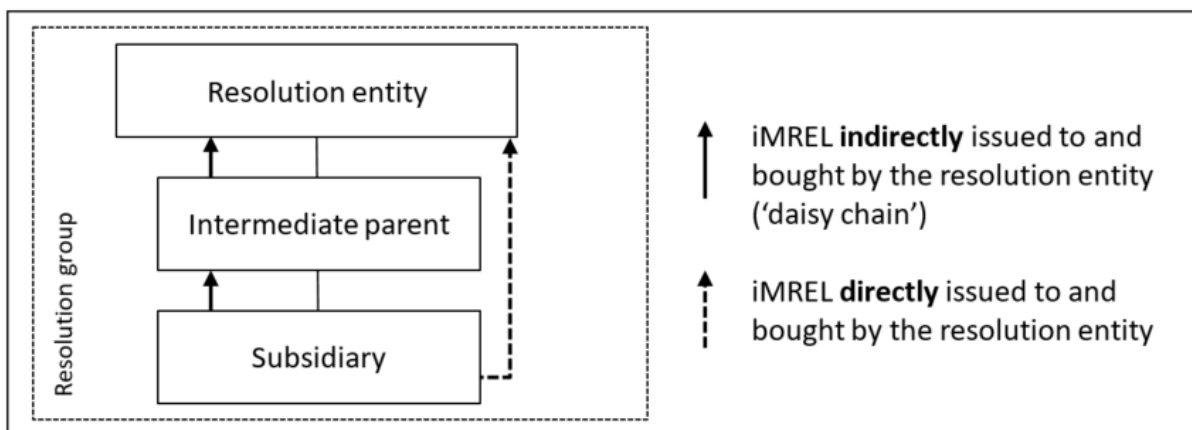 Resolution entity
Intermediate parent
Subsidiary
Resolution group
iMREL indirectly issued to and
bought by the resolution entity
(‘daisy chain’)
iMREL directly issued to and
bought by the resolution entity